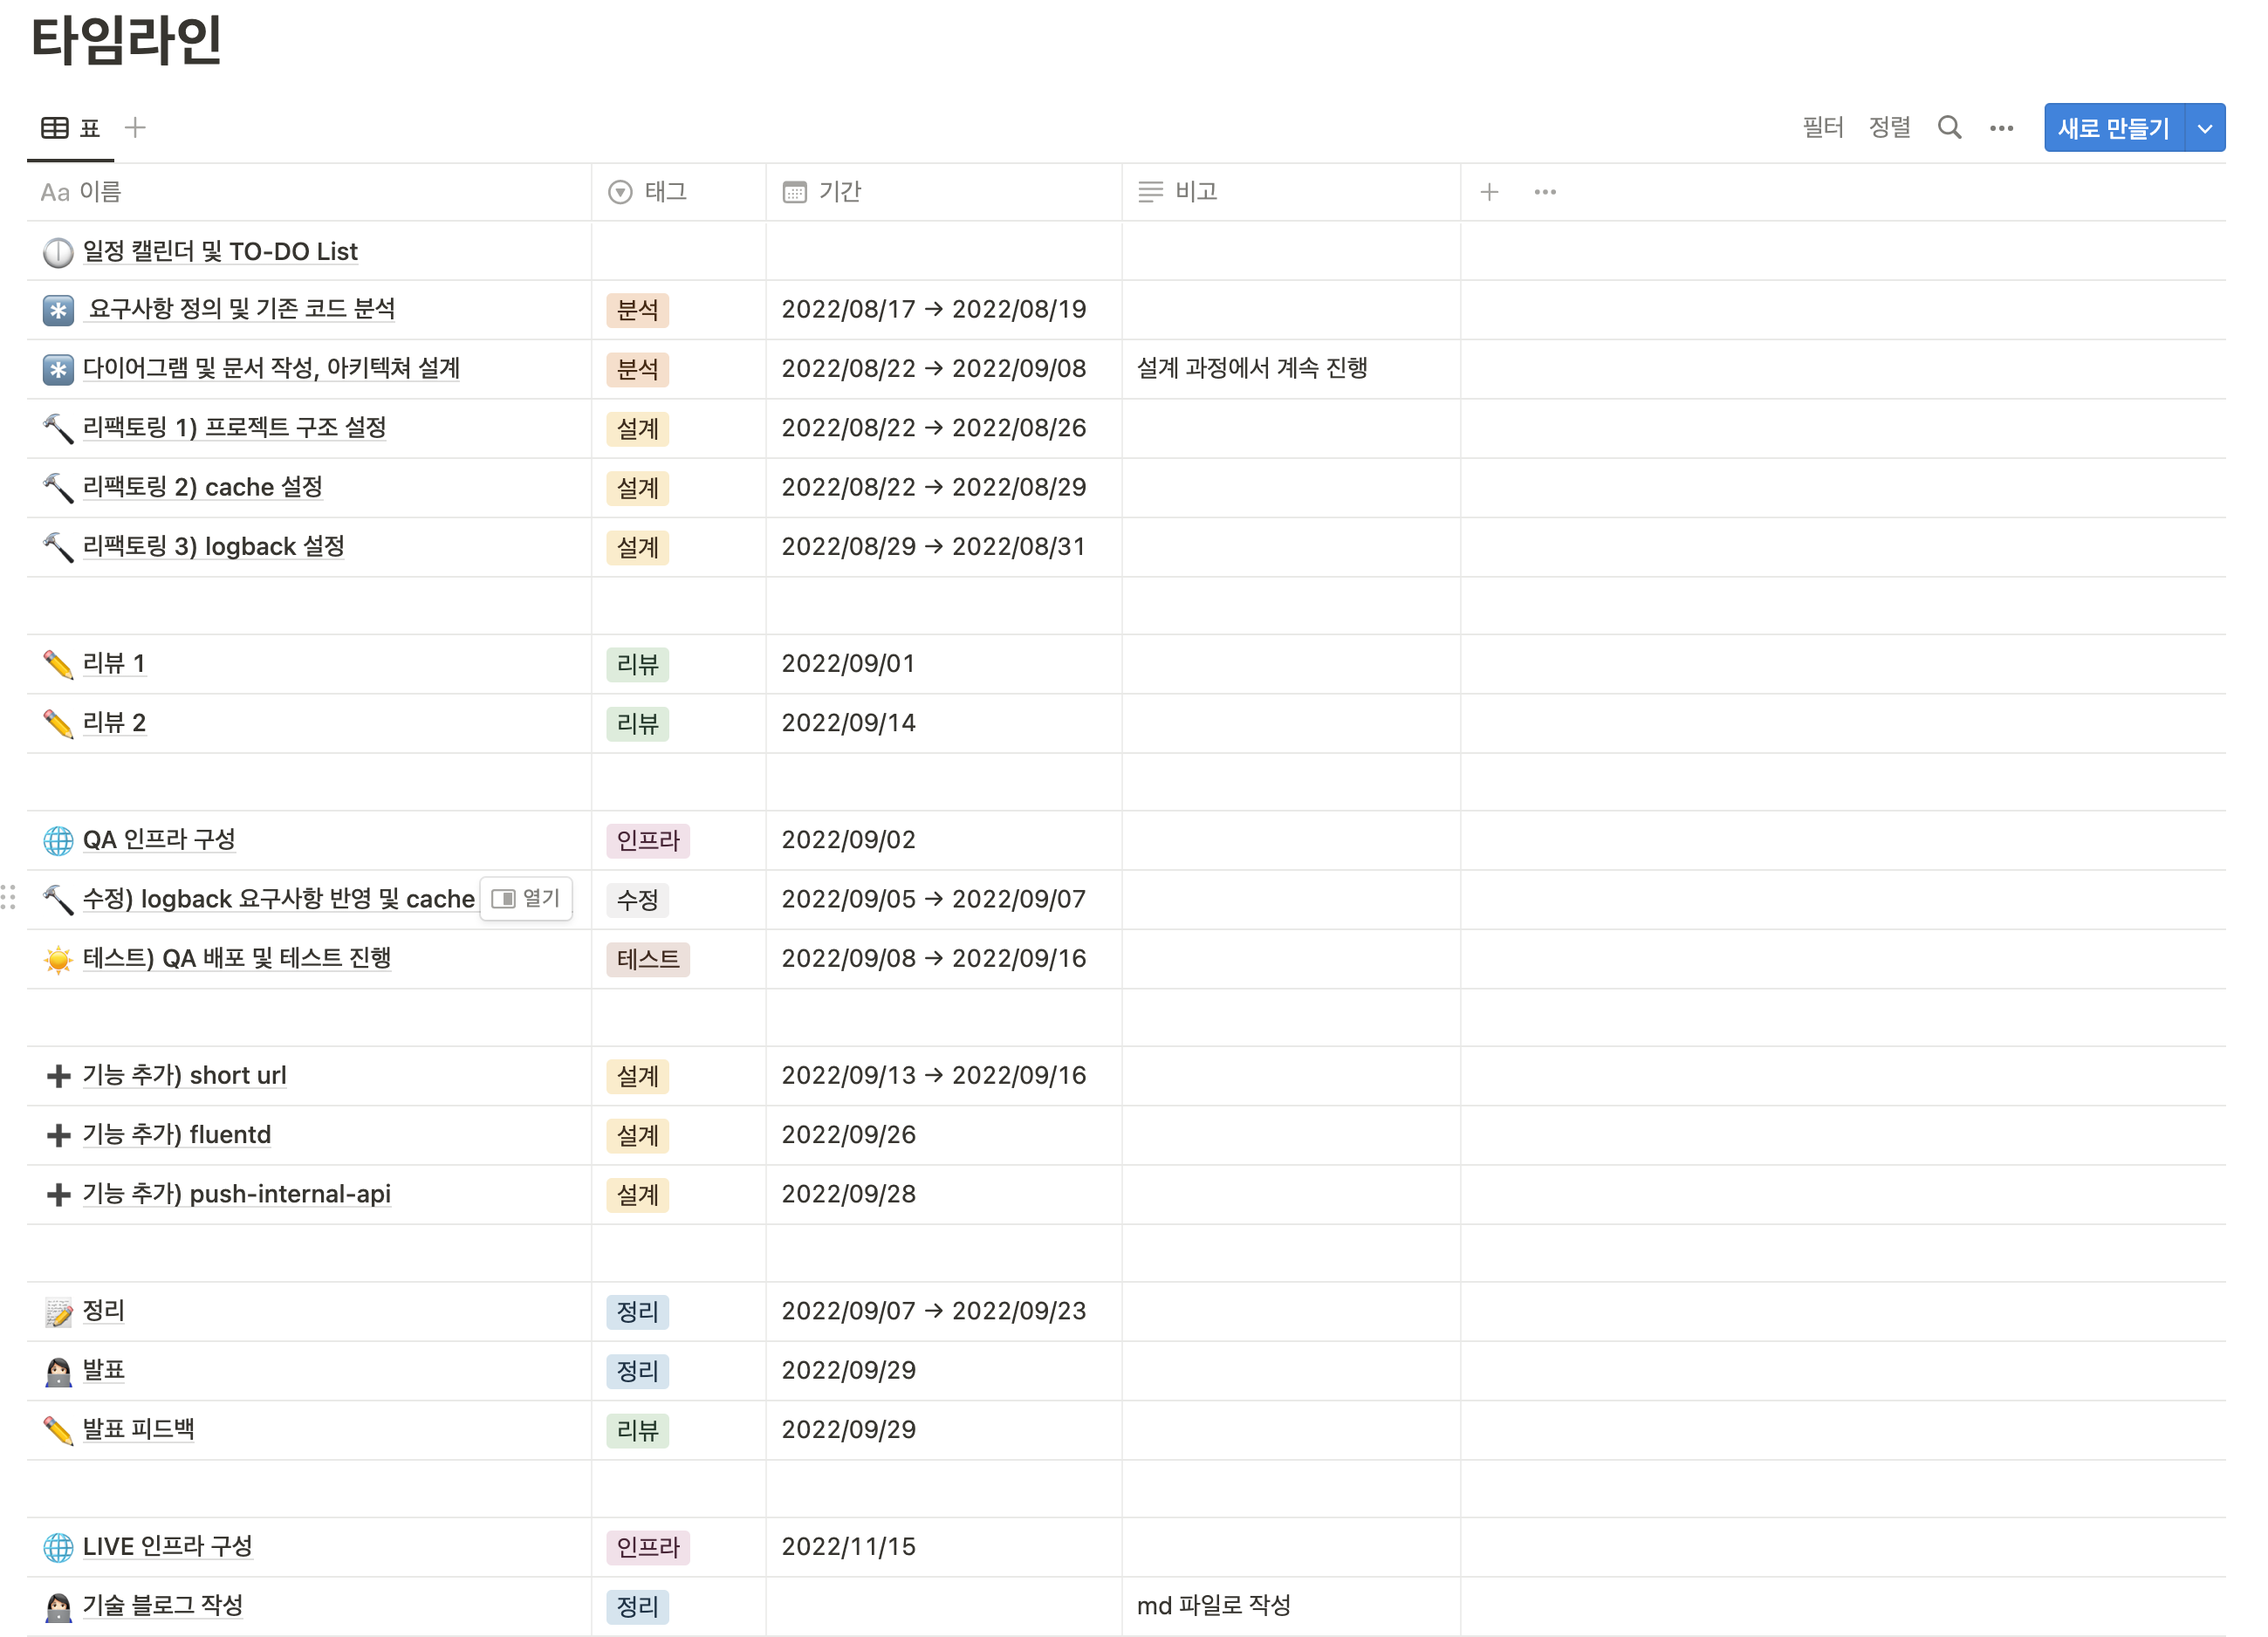 타임라인
표
필터 정렬 새로 만들기
Aa 이름 태그 기간 비고
일정 캘린더 및 TO-DO List
요구사항 정의 및 기존 코드 분석 분석 2022/08/17 → 2022/08/19
다이어그램 및 문서 작성, 아키텍쳐 설계 분석 2022/08/22 → 2022/09/08 설계 과정에서 계속 진행
리팩토링 1) 프로젝트 구조 설정 설계 2022/08/22 → 2022/08/26
리팩토링 2) cache 설정 설계 2022/08/22 → 2022/08/29
리팩토링 3) logback 설정 설계 2022/08/29 → 2022/08/31
리뷰 1 리뷰 2022/09/01
리뷰 2 리뷰 2022/09/14
QA 인프라 구성 인프라 2022/09/02
수정) logback 요구사항 반영 및 cache 열기 수정 2022/09/05 → 2022/09/07
테스트) QA 배포 및 테스트 진행 테스트 2022/09/08 → 2022/09/16
기능 추가) short url 설계 2022/09/13 → 2022/09/16
기능 추가) fluentd 설계 2022/09/26
기능 추가) push-internal-api 설계 2022/09/28
정리 정리 2022/09/07 → 2022/09/23
발표 정리 2022/09/29
발표 피드백 리뷰 2022/09/29
LIVE 인프라 구성 인프라 2022/11/15
기술 블로그 작성 정리 md 파일로 작성